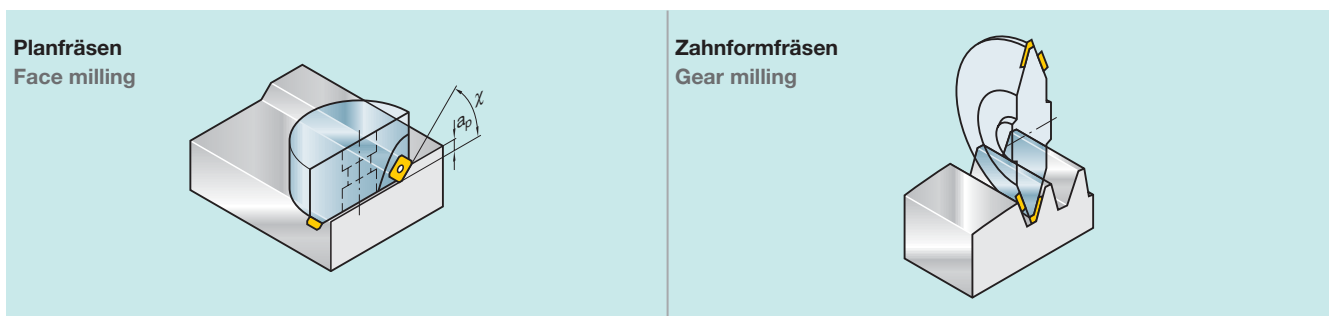 Planfräsen
Face milling
χ
aₚ
Zahnformfräsen
Gear milling